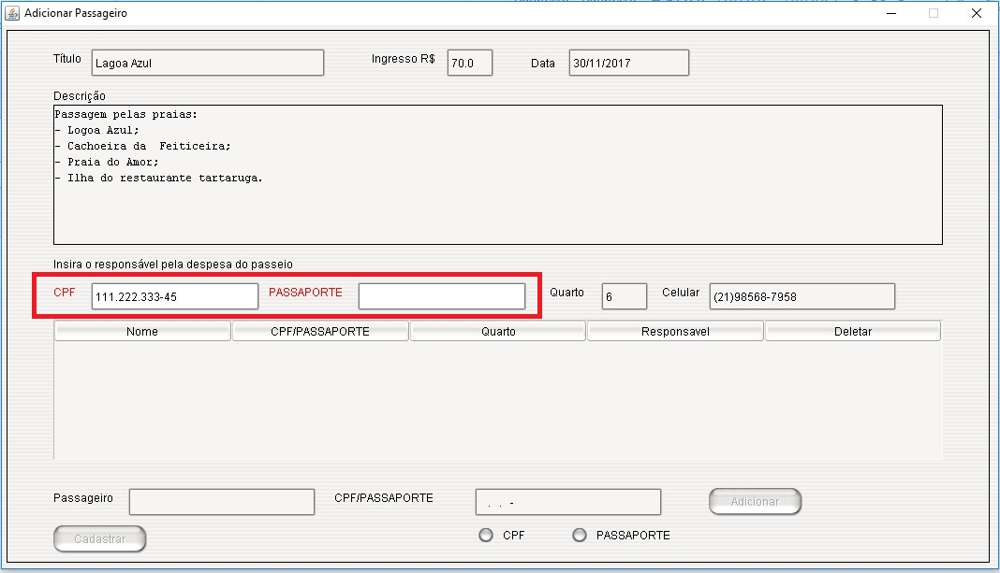 Adicionar Passageiro
Título Lagoa Azul Ingresso R$ 70.0 Data 30/11/2017
Descrição
Passagem pelas praias:
- Logoa Azul;
- Cachoeira da  Feiticeira;
- Praia do Amor;
- Ilha do restaurante tartaruga.
Insira o responsável pela despesa do passeio
CPF 111.222.333-45 PASSAPORTE Quarto 6 Celular (21)98568-7958
Nome CPF/PASSAPORTE Quarto Responsavel Deletar
Passageiro CPF/PASSAPORTE . . - Adicionar
Cadastrar CPF PASSAPORTE